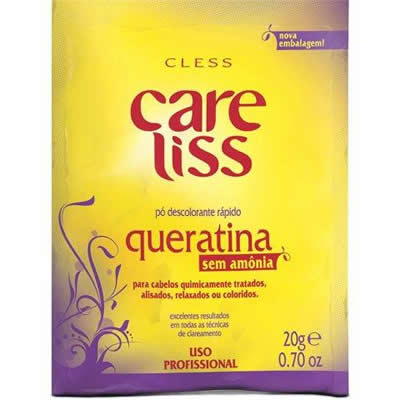 nova
embalagem!
CLESS
care
liss
pó descolorante rápido
queratina
sem amônia
para cabelos quimicamente tratados,
alisados, relaxados ou coloridos.
excelentes resultados
em todas as técnicas
de clareamento
USO
PROFISSIONAL
20g e
0.70 oz